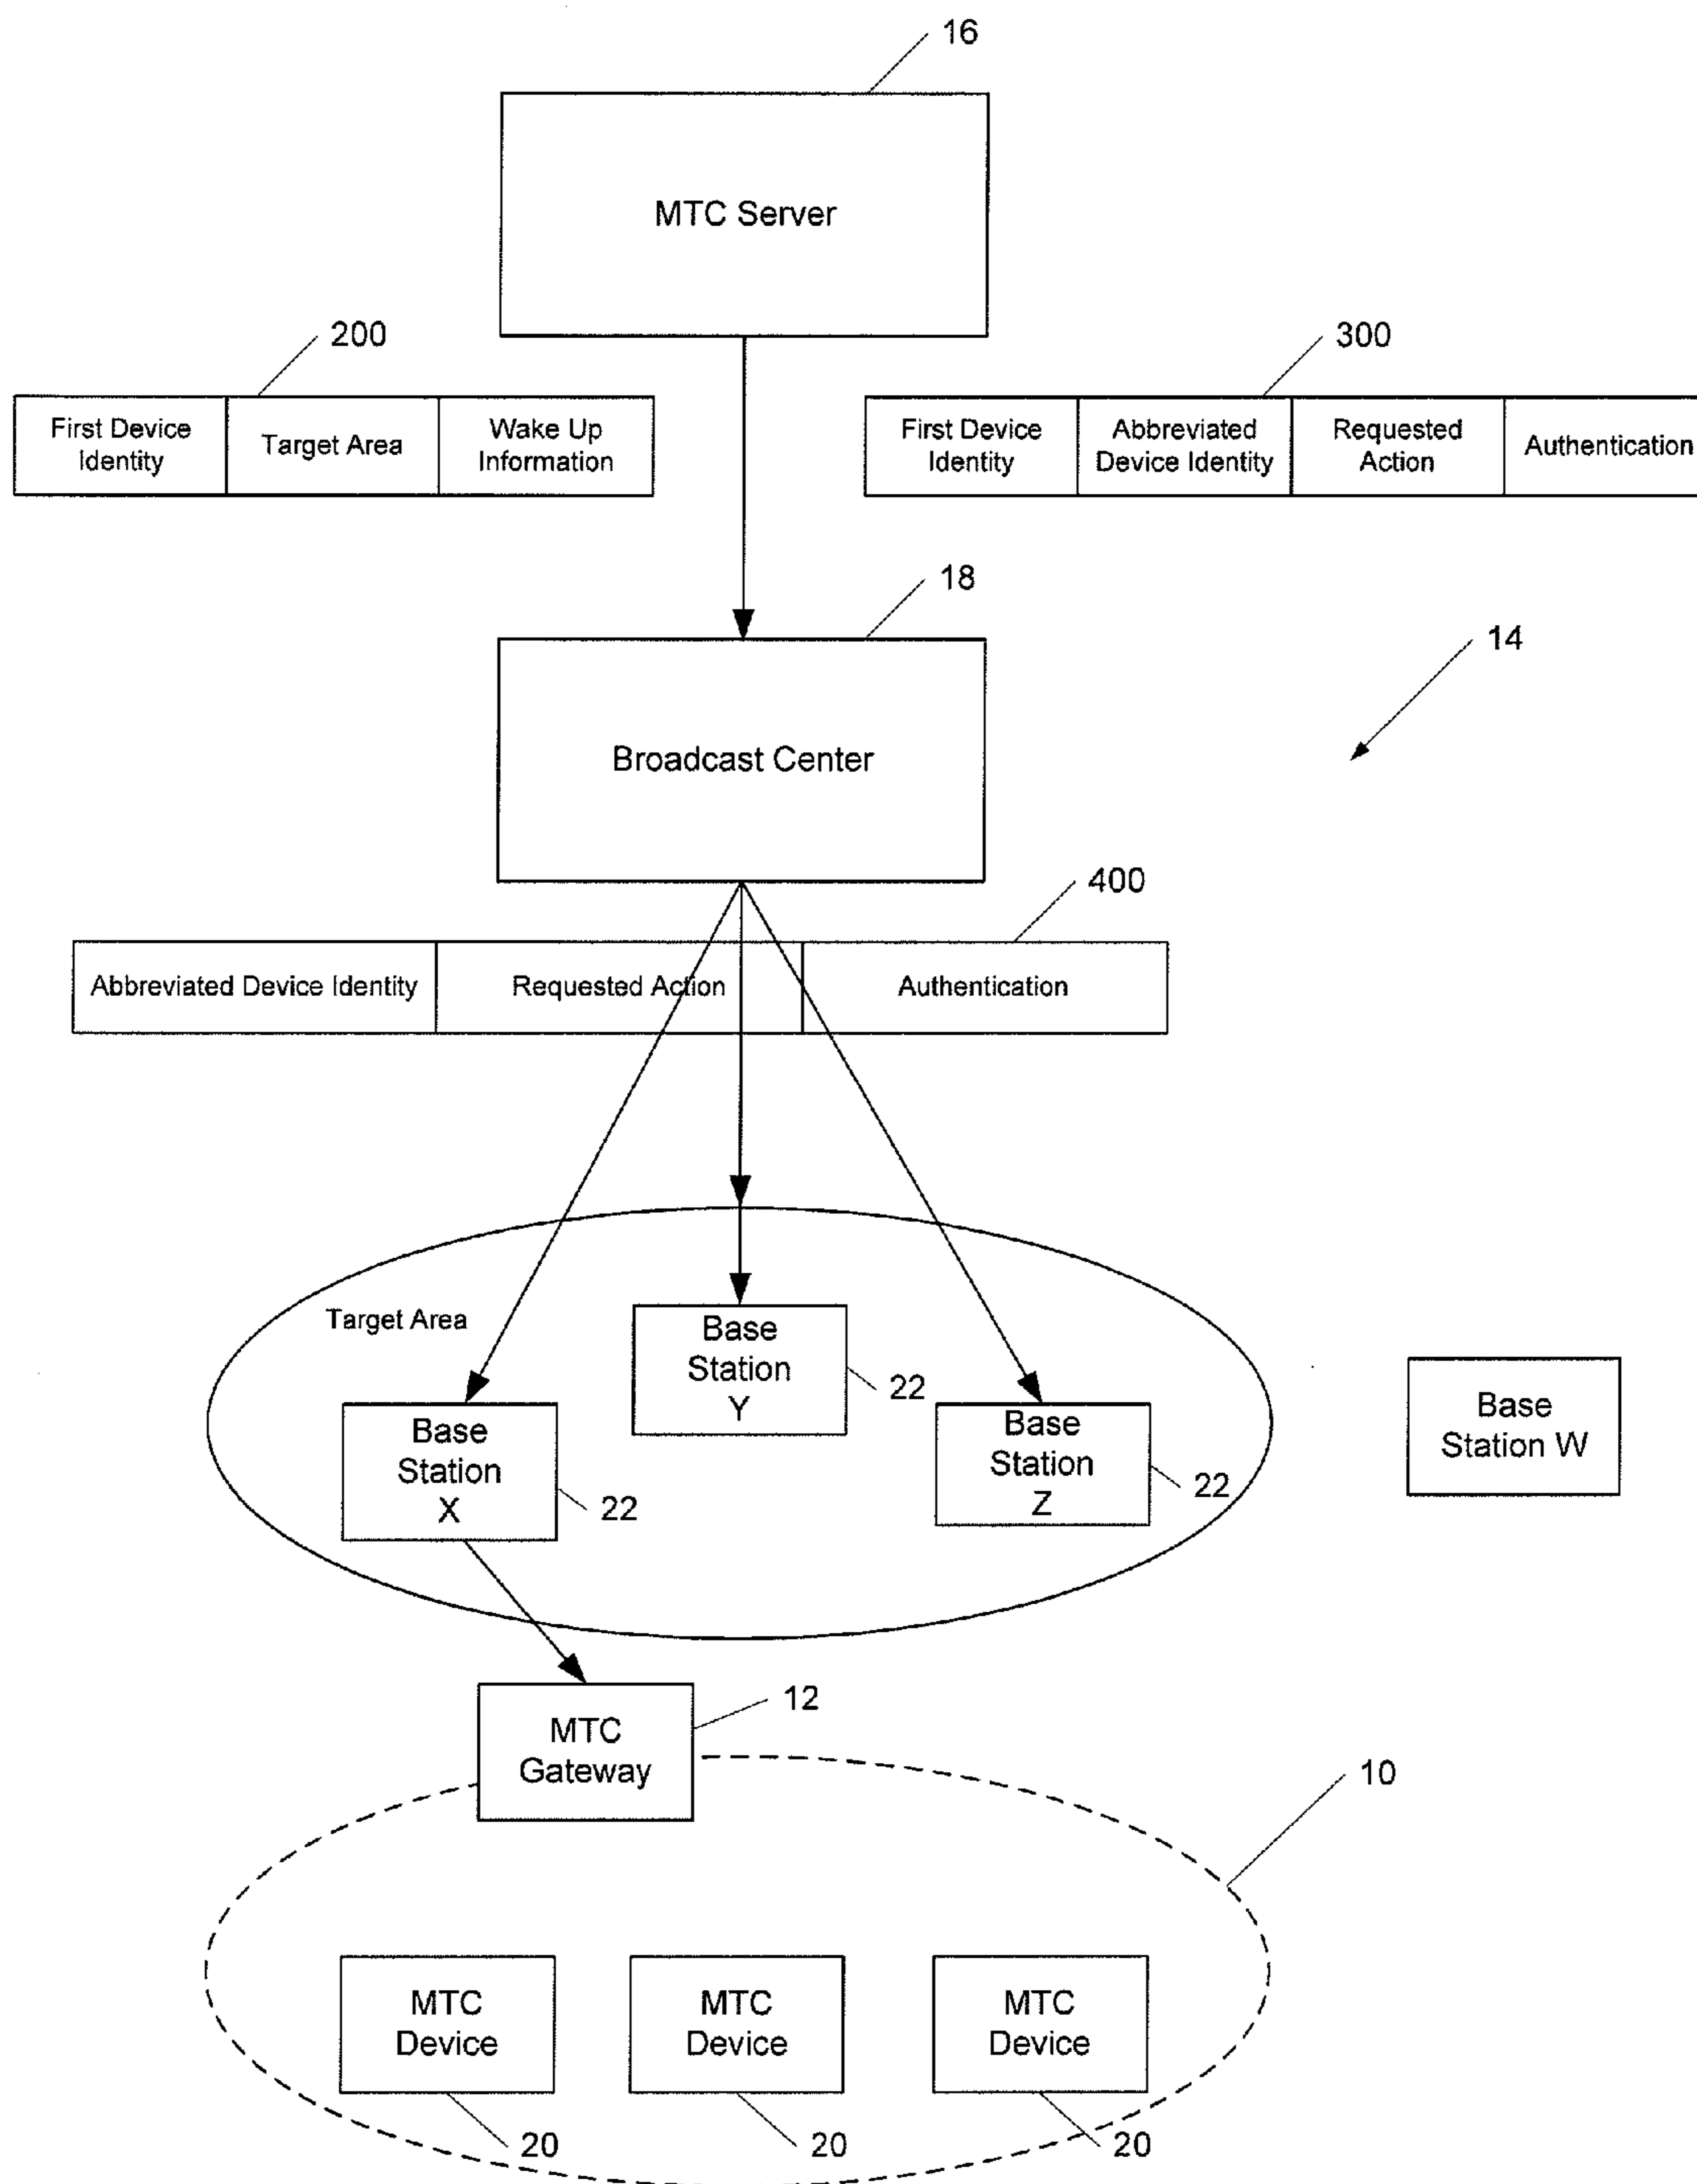 16
MTC Server
200
300
First Device
Identity
Target Area
Wake Up
Information
First Device
Identity
Abbreviated
Device Identity
Requested
Action
Authentication
18
14
Broadcast Center
400
Abbreviated Device Identity
Requested Action
Authentication
Target Area
Base
Station
Y
22
Base
Station
X
22
Base
Station
Z
22
Base
Station W
12
MTC
Gateway
10
MTC
Device
MTC
Device
MTC
Device
20
20
20